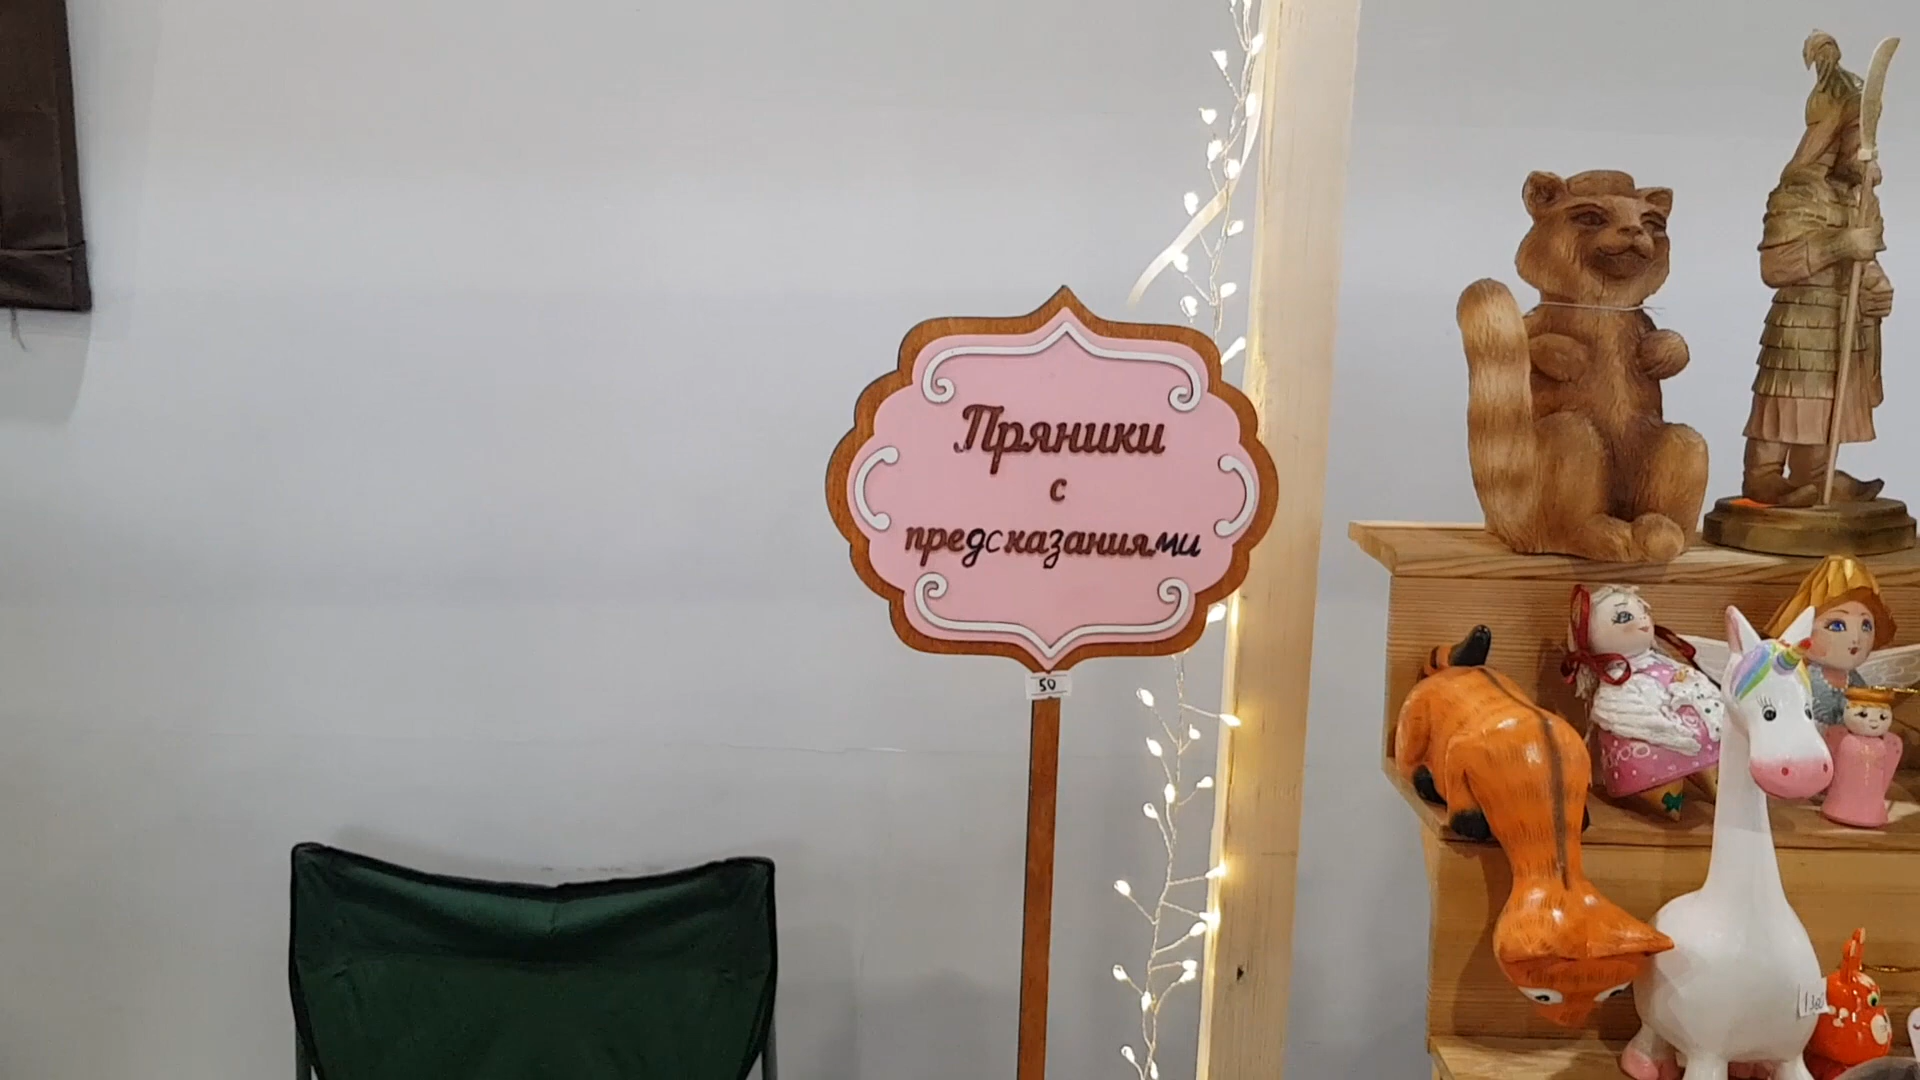 Пряники
с
предсказаниями
50